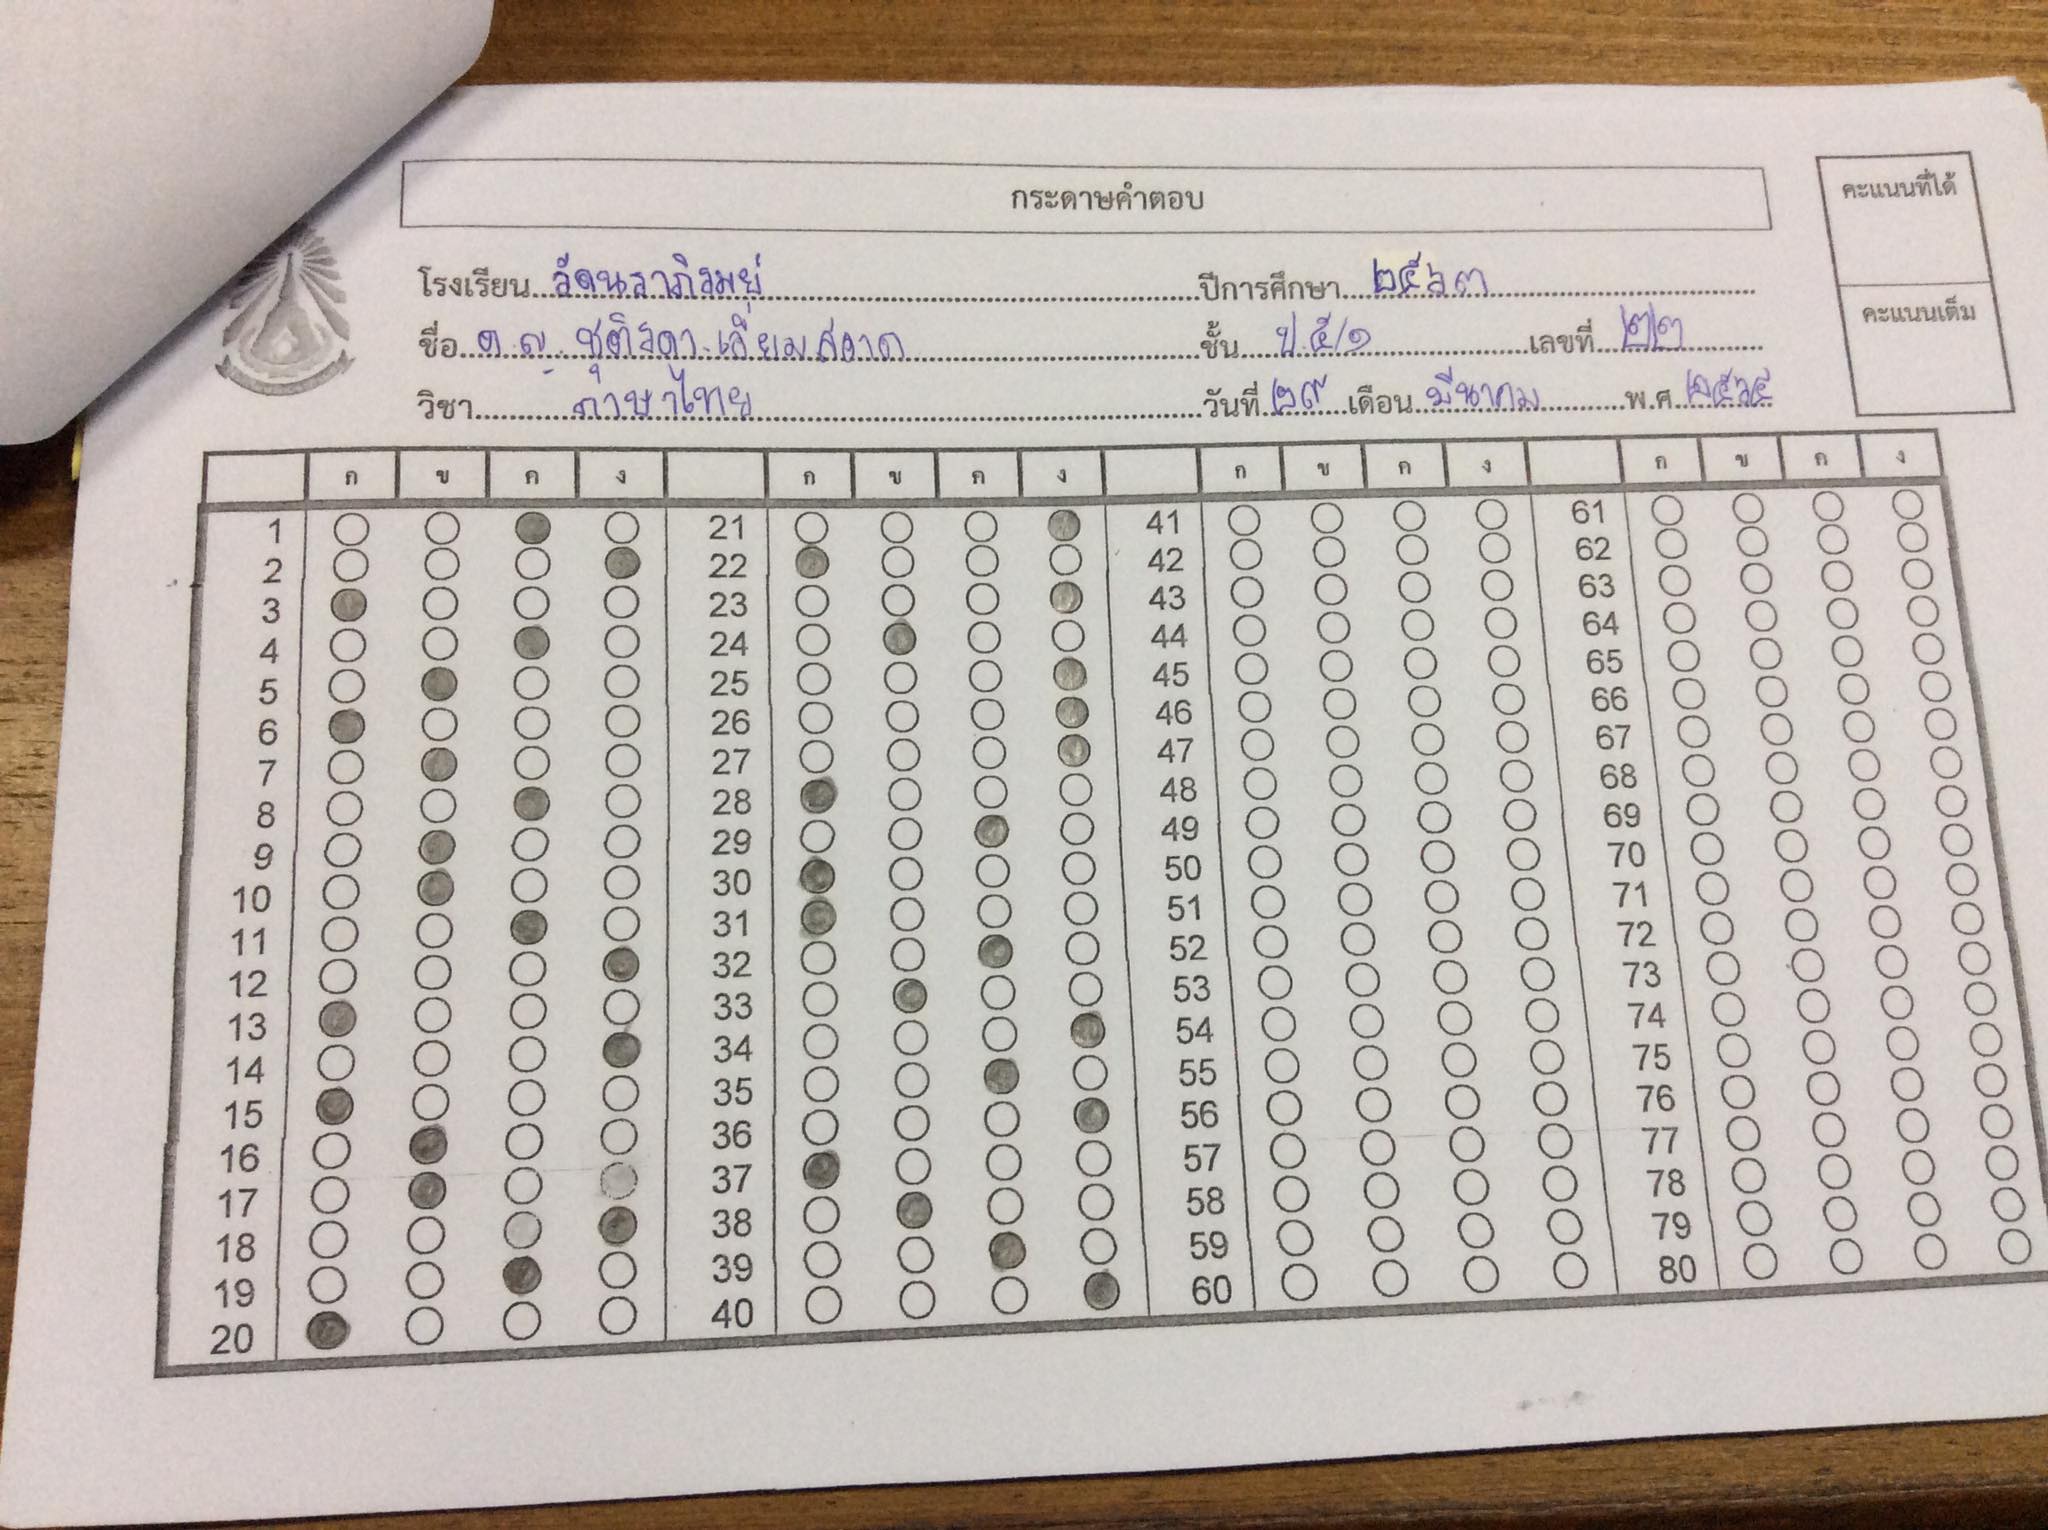 กระดาษคำตอบ
คะแนนที่ได้
โรงเรียน วัดนราภิรมย์ ปีการศึกษา ๒๕๖๓
คะแนนเต็ม
ชื่อ ด.ญ. ชุติงดา เอี่ยมสอาด ชั้น ป.๕/๑ เลขที่ ๒๒
วิชา ภาษาไทย วันที่ ๒๙ เดือน มีนาคม พ.ศ ๒๕๖๕
ก ข ค ง ก ข ค ง ก ข ค ง ก ข ค ง
1 21 41 61
2 22 42 62
3 23 43 63
4 24 44 64
5 25 45 65
6 26 46 66
7 27 47 67
8 28 48 68
9 29 49 69
10 30 50 70
11 31 51 71
12 32 52 72
13 33 53 73
14 34 54 74
15 35 55 75
16 36 56 76
17 37 57 77
18 38 58 78
19 39 59 79
20 40 60 80